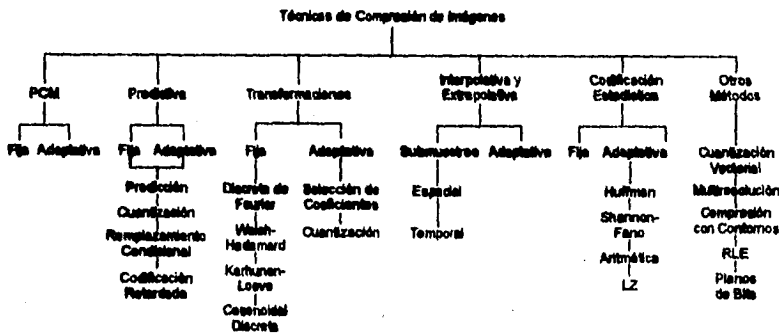 Técnicas de Compresión de Imágenes
PCM
Predictiva
Transformaciones
Interpolativa y
Extrapolativa
Codificación
Estadística
Otros
Métodos
Fija Adaptativa
Fija Adaptativa
Predicción
Cuantización
Remplazamiento
Condicional
Codificación
Retardada
Fija
Discreta de
Fourier
Walsh-
Hadamard
Karhunen-
Loeve
Cosenoidal
Discreta
Adaptativa
Selección de
Coeficientes
Cuantización
Submuestreo
Espacial
Temporal
Adaptativa
Fija
Adaptativa
Huffman
Shannon-
Fano
Aritmética
LZ
Cuantización
Vectorial
Multiresolución
Compresión
con Contornos
RLE
Planos
de Bits